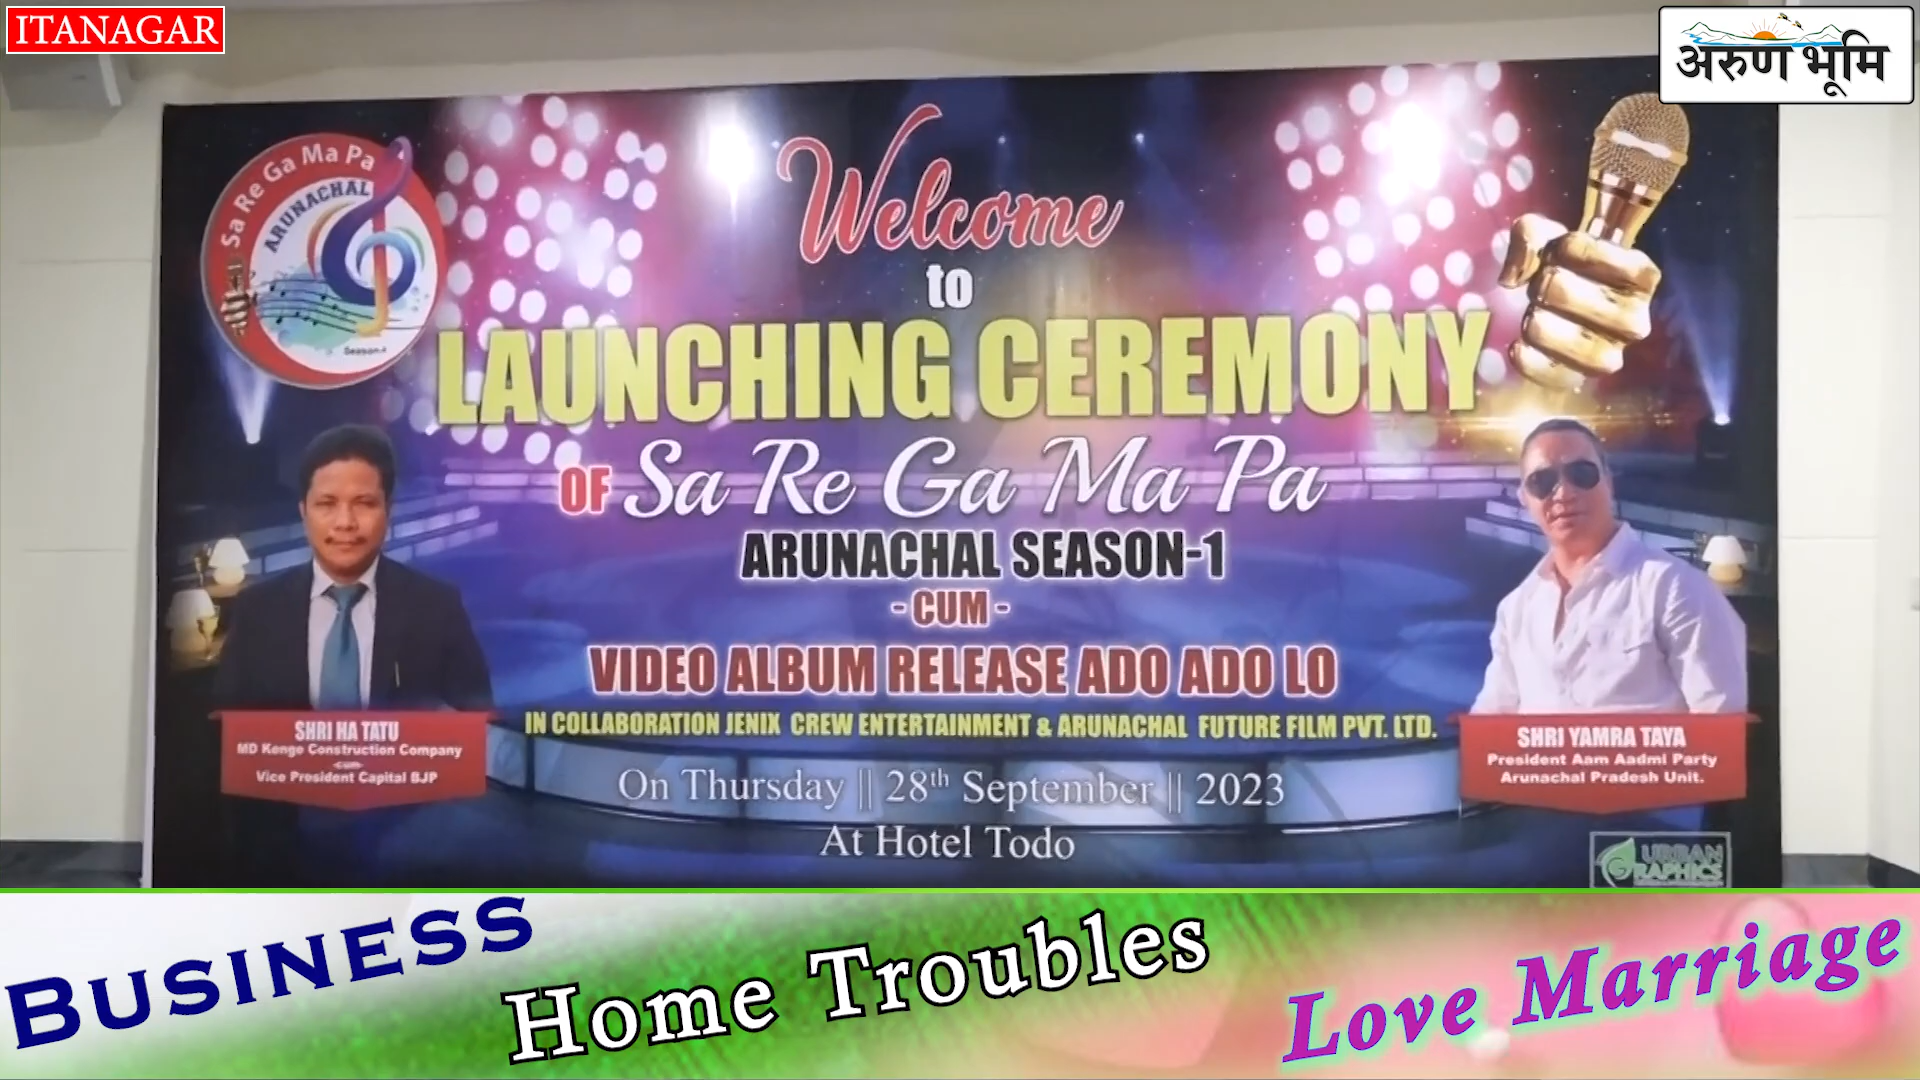 ITANAGAR
अरुण भूमि
Sa Re Ga Ma Pa
ARUNACHAL
Season-1
Welcome
to
LAUNCHING CEREMONY
OF Sa Re Ga Ma Pa
ARUNACHAL SEASON-1
- CUM -
VIDEO ALBUM RELEASE ADO ADO LO
IN COLLABORATION JENIX CREW ENTERTAINMENT & ARUNACHAL FUTURE FILM PVT. LTD.
On Thursday || 28th September || 2023
At Hotel Todo
SHRI HA TATU
MD Kenge Construction Company
-cum-
Vice President Capital BJP
SHRI YAMRA TAYA
President Aam Aadmi Party
Arunachal Pradesh Unit.
URBAN
GRAPHICS
BUSINESS
Home Troubles
Love Marriage